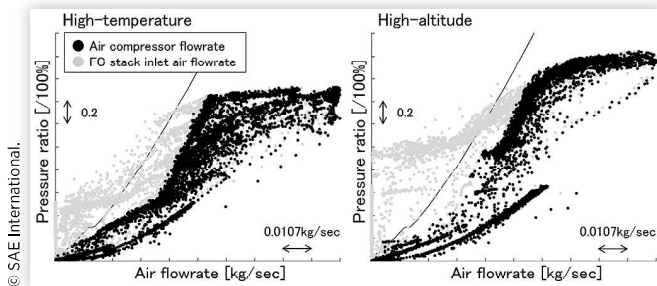 High-temperature
High-altitude
Air compressor flowrate
FC stack inlet air flowrate
Pressure ratio [/100%]
0.2
0.0107kg/sec
Air flowrate [kg/sec]
Pressure ratio [/100%]
0.2
0.0107kg/sec
Air flowrate [kg/sec]
© SAE International.